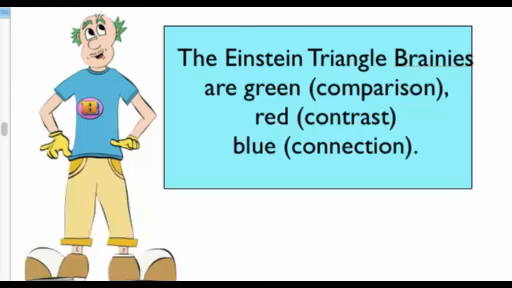 The Einstein Triangle Brainies
are green (comparison),
red (contrast)
blue (connection).